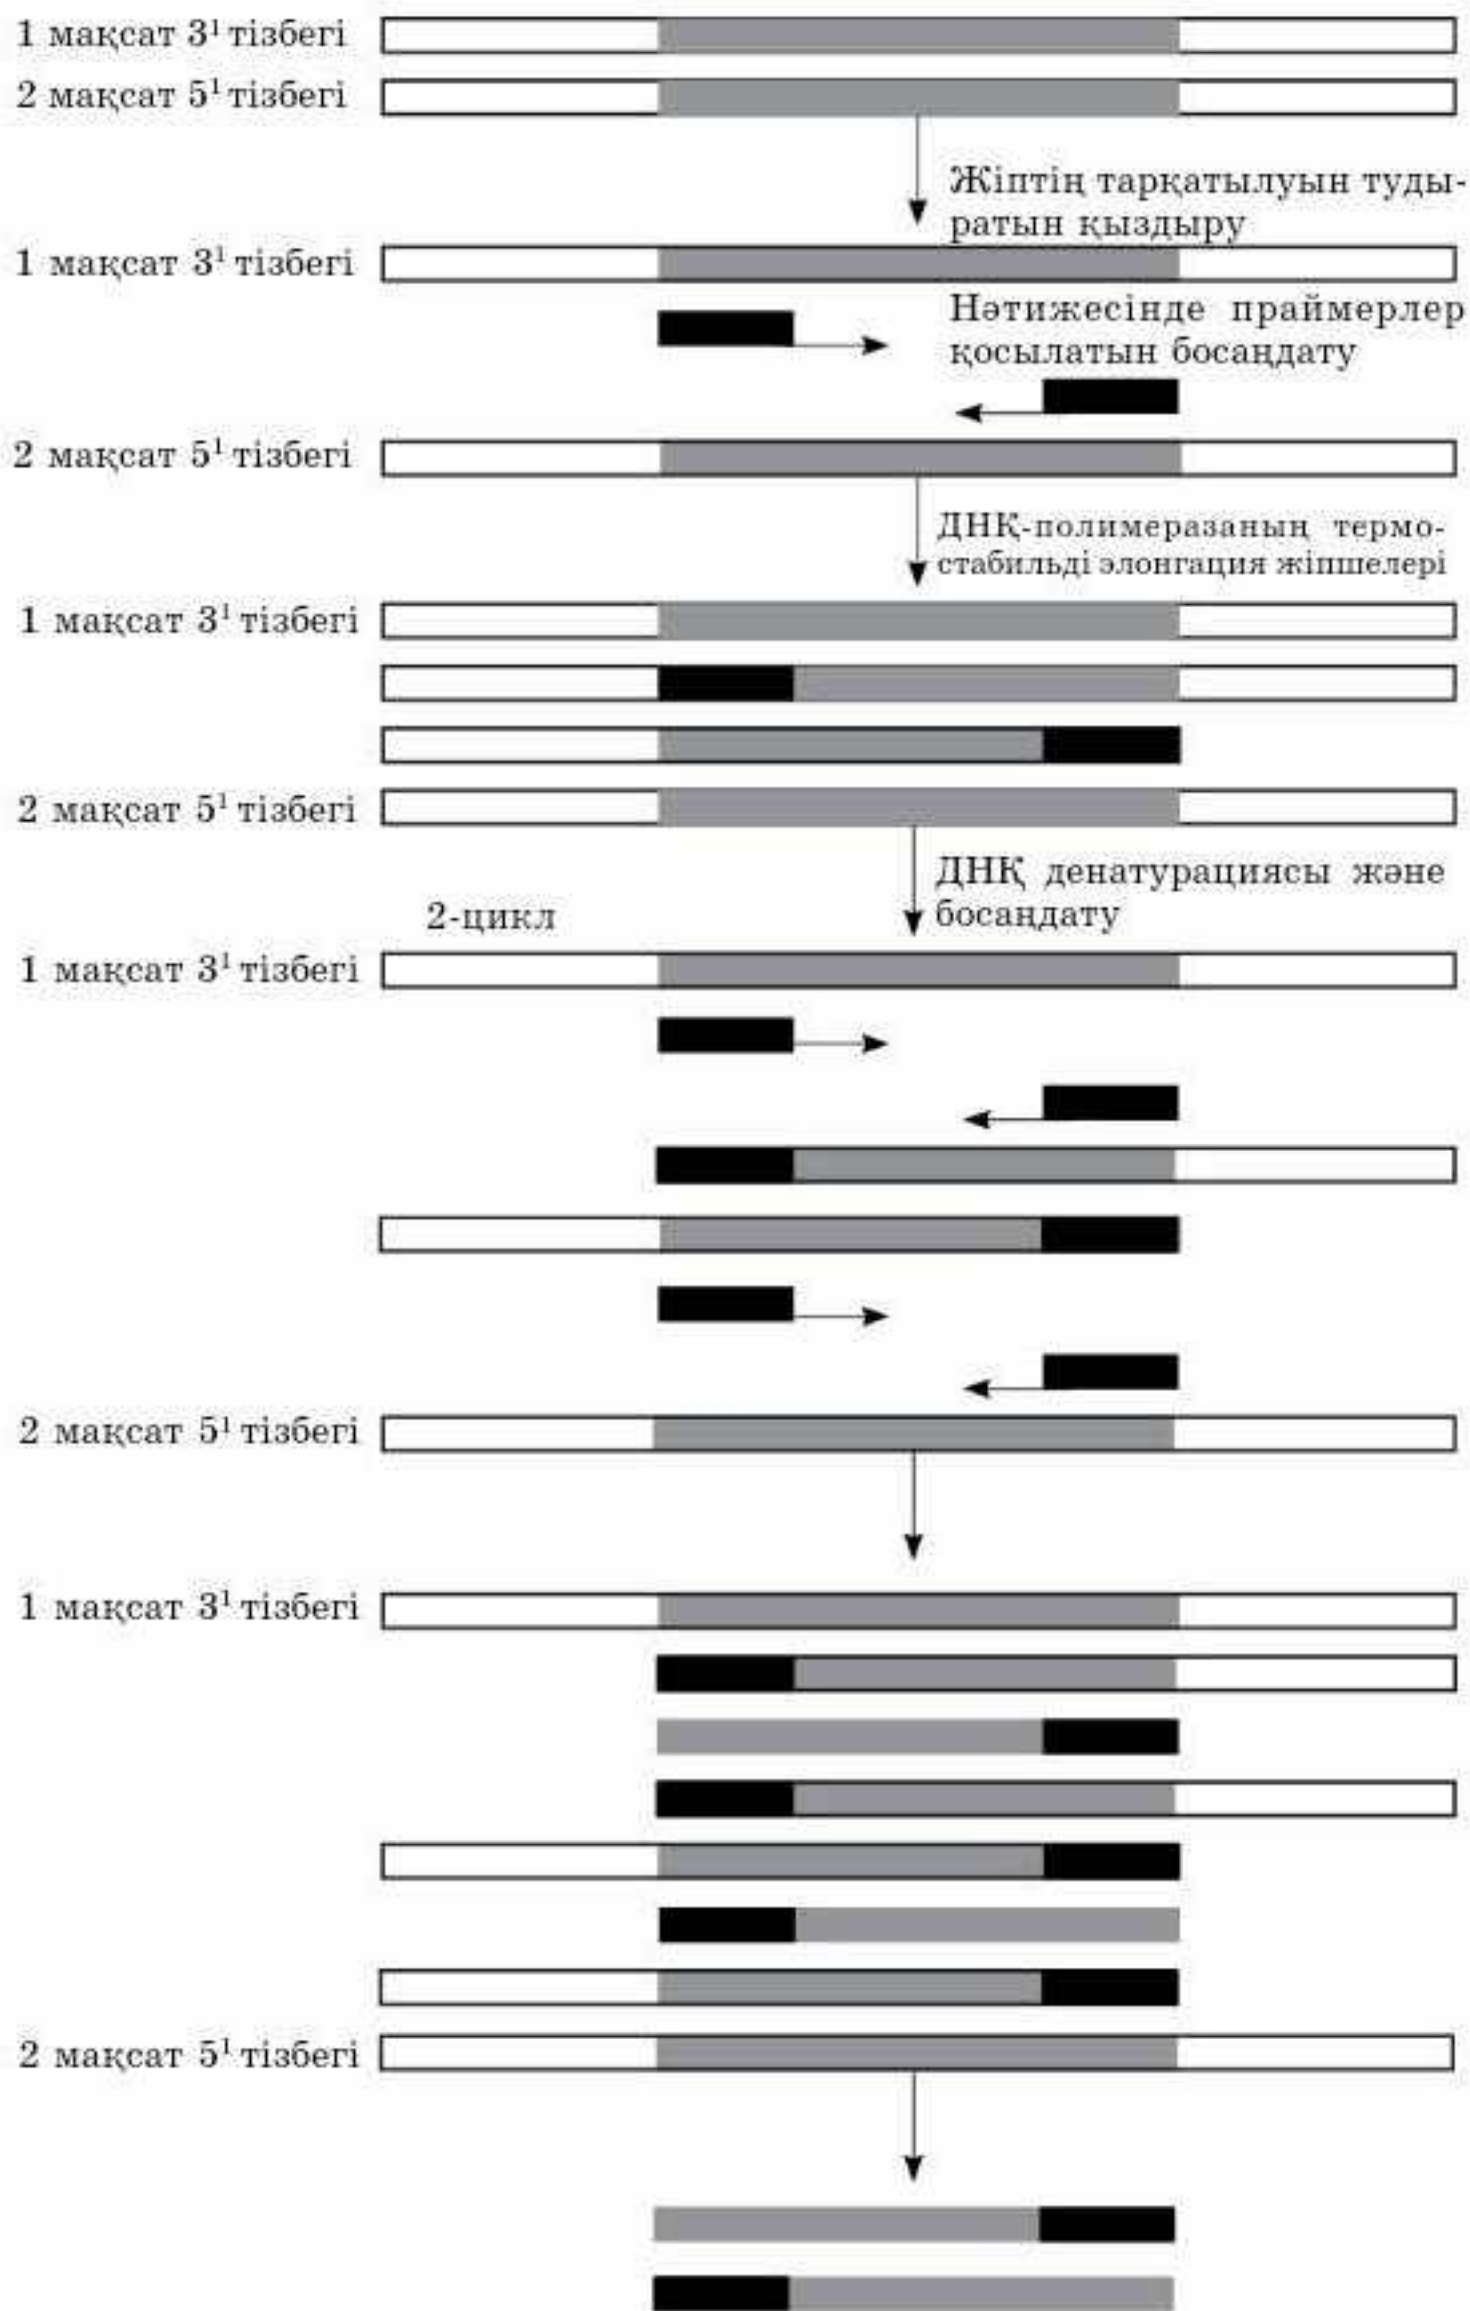 1 мақсат 3¹ тізбегі
2 мақсат 5¹ тізбегі
Жіптің тарқатылуын туды-
ратын қыздыру
1 мақсат 3¹ тізбегі
Нәтижесінде праймерлер
қосылатын босаңдату
2 мақсат 5¹ тізбегі
ДНҚ-полимеразаның термо-
стабильді элонгация жіпшелері
1 мақсат 3¹ тізбегі
2 мақсат 5¹ тізбегі
ДНҚ денатурациясы және
босаңдату
2-цикл
1 мақсат 3¹ тізбегі
2 мақсат 5¹ тізбегі
1 мақсат 3¹ тізбегі
2 мақсат 5¹ тізбегі